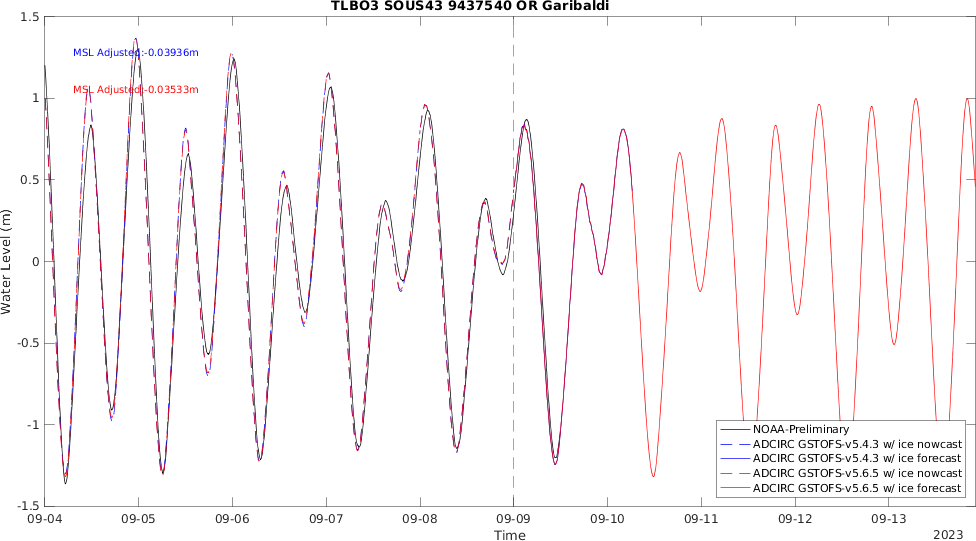 TLBO3 SOUS43 9437540 OR Garibaldi
1.5
MSL Adjusted:-0.03936m
MSL Adjusted:-0.03533m
1
0.5
0
-0.5
-1
-1.5
Water Level (m)
NOAA-Preliminary
ADCIRC GSTOFS-v5.4.3 w/ ice nowcast
ADCIRC GSTOFS-v5.4.3 w/ ice forecast
ADCIRC GSTOFS-v5.6.5 w/ ice nowcast
ADCIRC GSTOFS-v5.6.5 w/ ice forecast
09-04 09-05 09-06 09-07 09-08 09-09 09-10 09-11 09-12 09-13
Time
2023